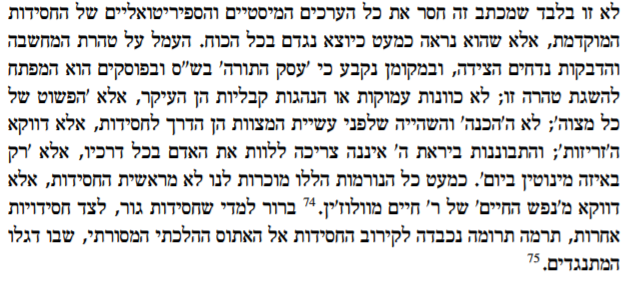 לא זו בלבד שמכתב זה חסר את כל הערכים המיסטיים והספיריטואליים של החסידות
המוקדמת, אלא שהוא נראה כמעט כיוצא נגדם בכל הכוח. העמל על טהרת המחשבה
והדבקות נדחים הצידה, ובמקומן נקבע כי 'עסק התורה' בש"ס ובפוסקים הוא המפתח
להשגת טהרה זו; לא כוונות עמוקות או הנהגות קבליות הן העיקר, אלא 'הפשוט של
כל מצוה'; לא ה'הכנה' והשהייה שלפני עשיית המצוות הן הדרך לחסידות, אלא דווקא
ה'זריזות'; והתבוננות ביראת ה' איננה צריכה ללוות את האדם בכל דרכיו, אלא 'רק
באיזה מינוטין ביום'. כמעט כל הנורמות הללו מוכרות לנו לא מראשית החסידות, אלא
דווקא מ'נפש החיים' של ר' חיים מוולוז'ין.74 ברור למדי שחסידות גור, לצד חסידויות
אחרות, תרמה תרומה נכבדה לקירוב החסידות אל האתוס ההלכתי המסורתי, שבו דגלו
המתנגדים.75